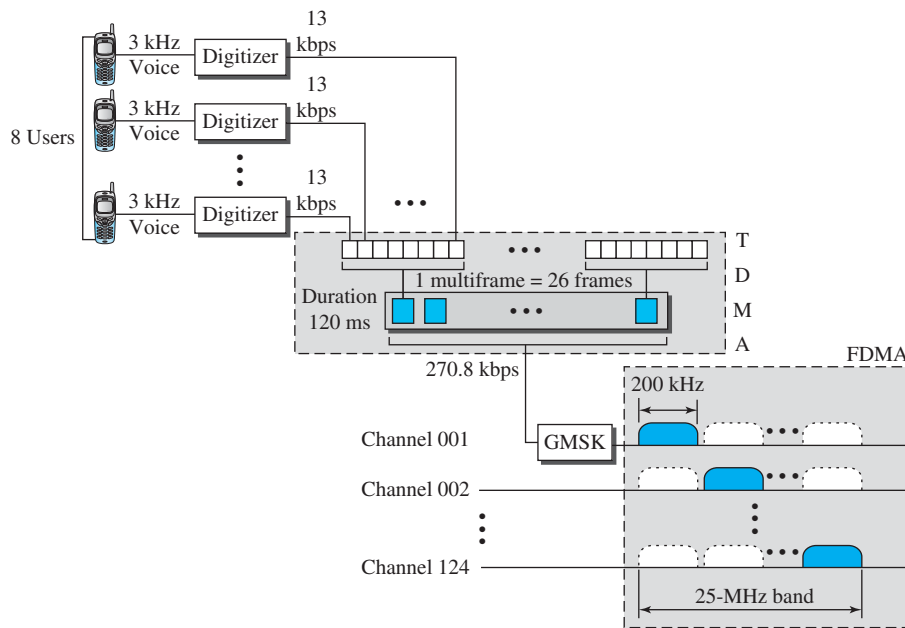 13
3 kHz
kbps
Voice
Digitizer
13
3 kHz
kbps
Voice
Digitizer
8 Users
13
3 kHz
kbps
Voice
Digitizer
T
D
M
A
1 multiframe = 26 frames
Duration
120 ms
270.8 kbps
FDMA
200 kHz
Channel 001
GMSK
Channel 002
Channel 124
25-MHz band